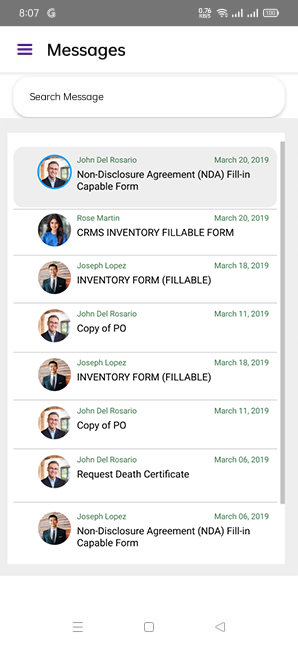 8:07 G 0.76 KB/S 100
Messages
Search Message
John Del Rosario March 20, 2019
Non-Disclosure Agreement (NDA) Fill-in
Capable Form
Rose Martin March 20, 2019
CRMS INVENTORY FILLABLE FORM
Joseph Lopez March 18, 2019
INVENTORY FORM (FILLABLE)
John Del Rosario March 11, 2019
Copy of PO
Joseph Lopez March 18, 2019
INVENTORY FORM (FILLABLE)
John Del Rosario March 11, 2019
Copy of PO
John Del Rosario March 06, 2019
Request Death Certificate
Joseph Lopez March 06, 2019
Non-Disclosure Agreement (NDA) Fill-in
Capable Form